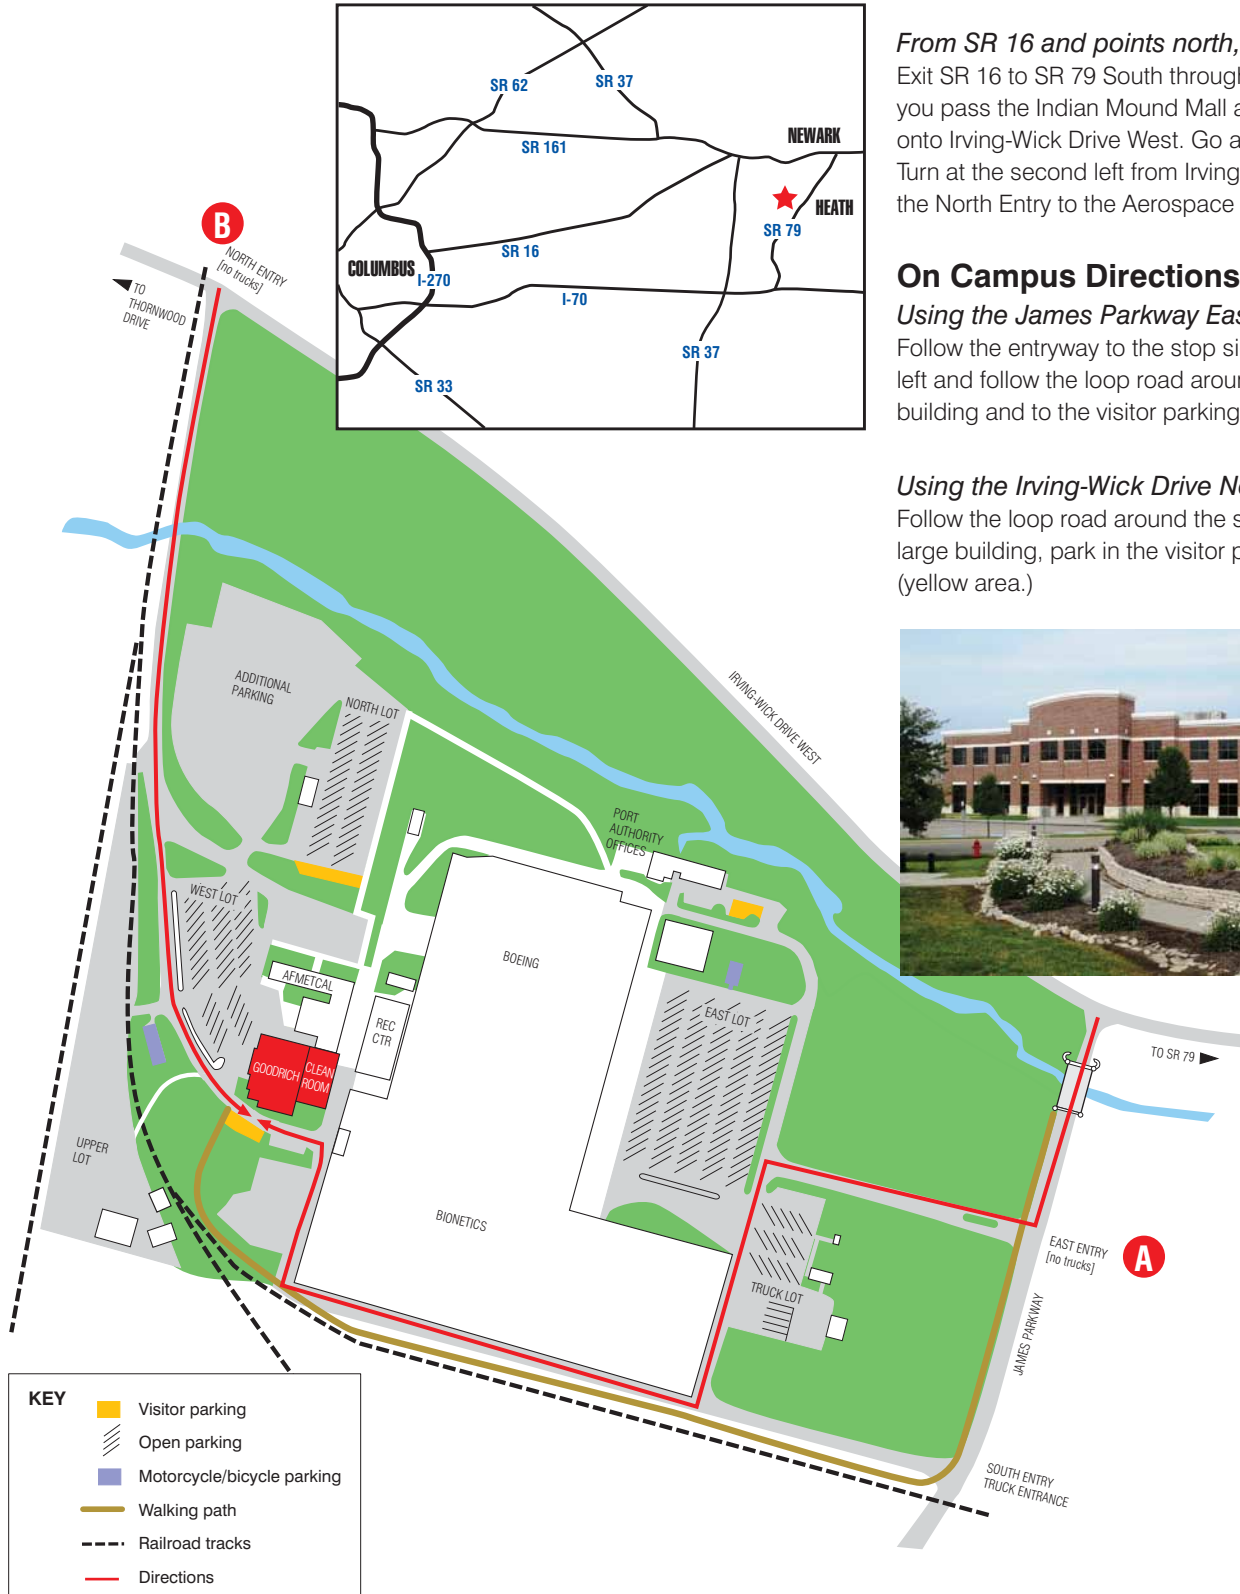 SR 62
SR 37
SR 161
NEWARK
HEATH
SR 79
SR 16
COLUMBUS
I-270
I-70
SR 37
SR 33
From SR 16 and points north,
Exit SR 16 to SR 79 South through
you pass the Indian Mound Mall a
onto Irving-Wick Drive West. Go a
Turn at the second left from Irving
the North Entry to the Aerospace
On Campus Directions
Using the James Parkway Eas
Follow the entryway to the stop si
left and follow the loop road arour
building and to the visitor parking
Using the Irving-Wick Drive No
Follow the loop road around the s
large building, park in the visitor p
(yellow area.)
B
NORTH ENTRY
[no trucks]
TO
THORNWOOD
DRIVE
IRVING-WICK DRIVE WEST
ADDITIONAL
PARKING
NORTH LOT
PORT
AUTHORITY
OFFICES
WEST LOT
BOEING
AFMETCAL
REC
CTR
EAST LOT
GOODRICH
CLEAN
ROOM
TO SR 79
UPPER
LOT
BIONETICS
EAST ENTRY
[no trucks]
A
TRUCK LOT
JAMES PARKWAY
SOUTH ENTRY
TRUCK ENTRANCE
KEY
Visitor parking
Open parking
Motorcycle/bicycle parking
Walking path
Railroad tracks
Directions